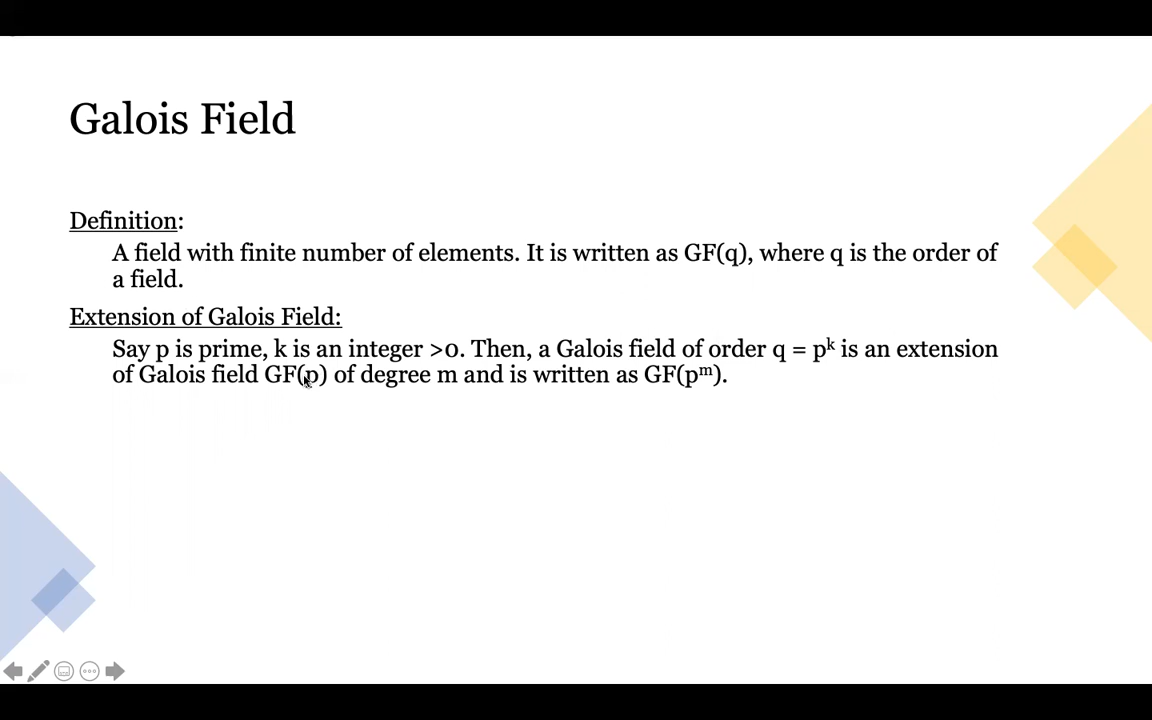 Galois Field
Definition:
A field with finite number of elements. It is written as GF(q), where q is the order of
a field.
Extension of Galois Field:
Say p is prime, k is an integer >0. Then, a Galois field of order q = pᵏ is an extension
of Galois field GF(p) of degree m and is written as GF(pᵐ).